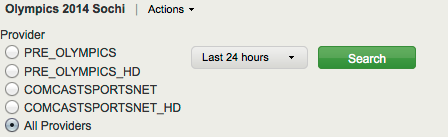 Olympics 2014 Sochi | Actions
Provider
PRE_OLYMPICS
PRE_OLYMPICS_HD
COMCASTSPORTSNET
COMCASTSPORTSNET_HD
All Providers
Last 24 hours
Search